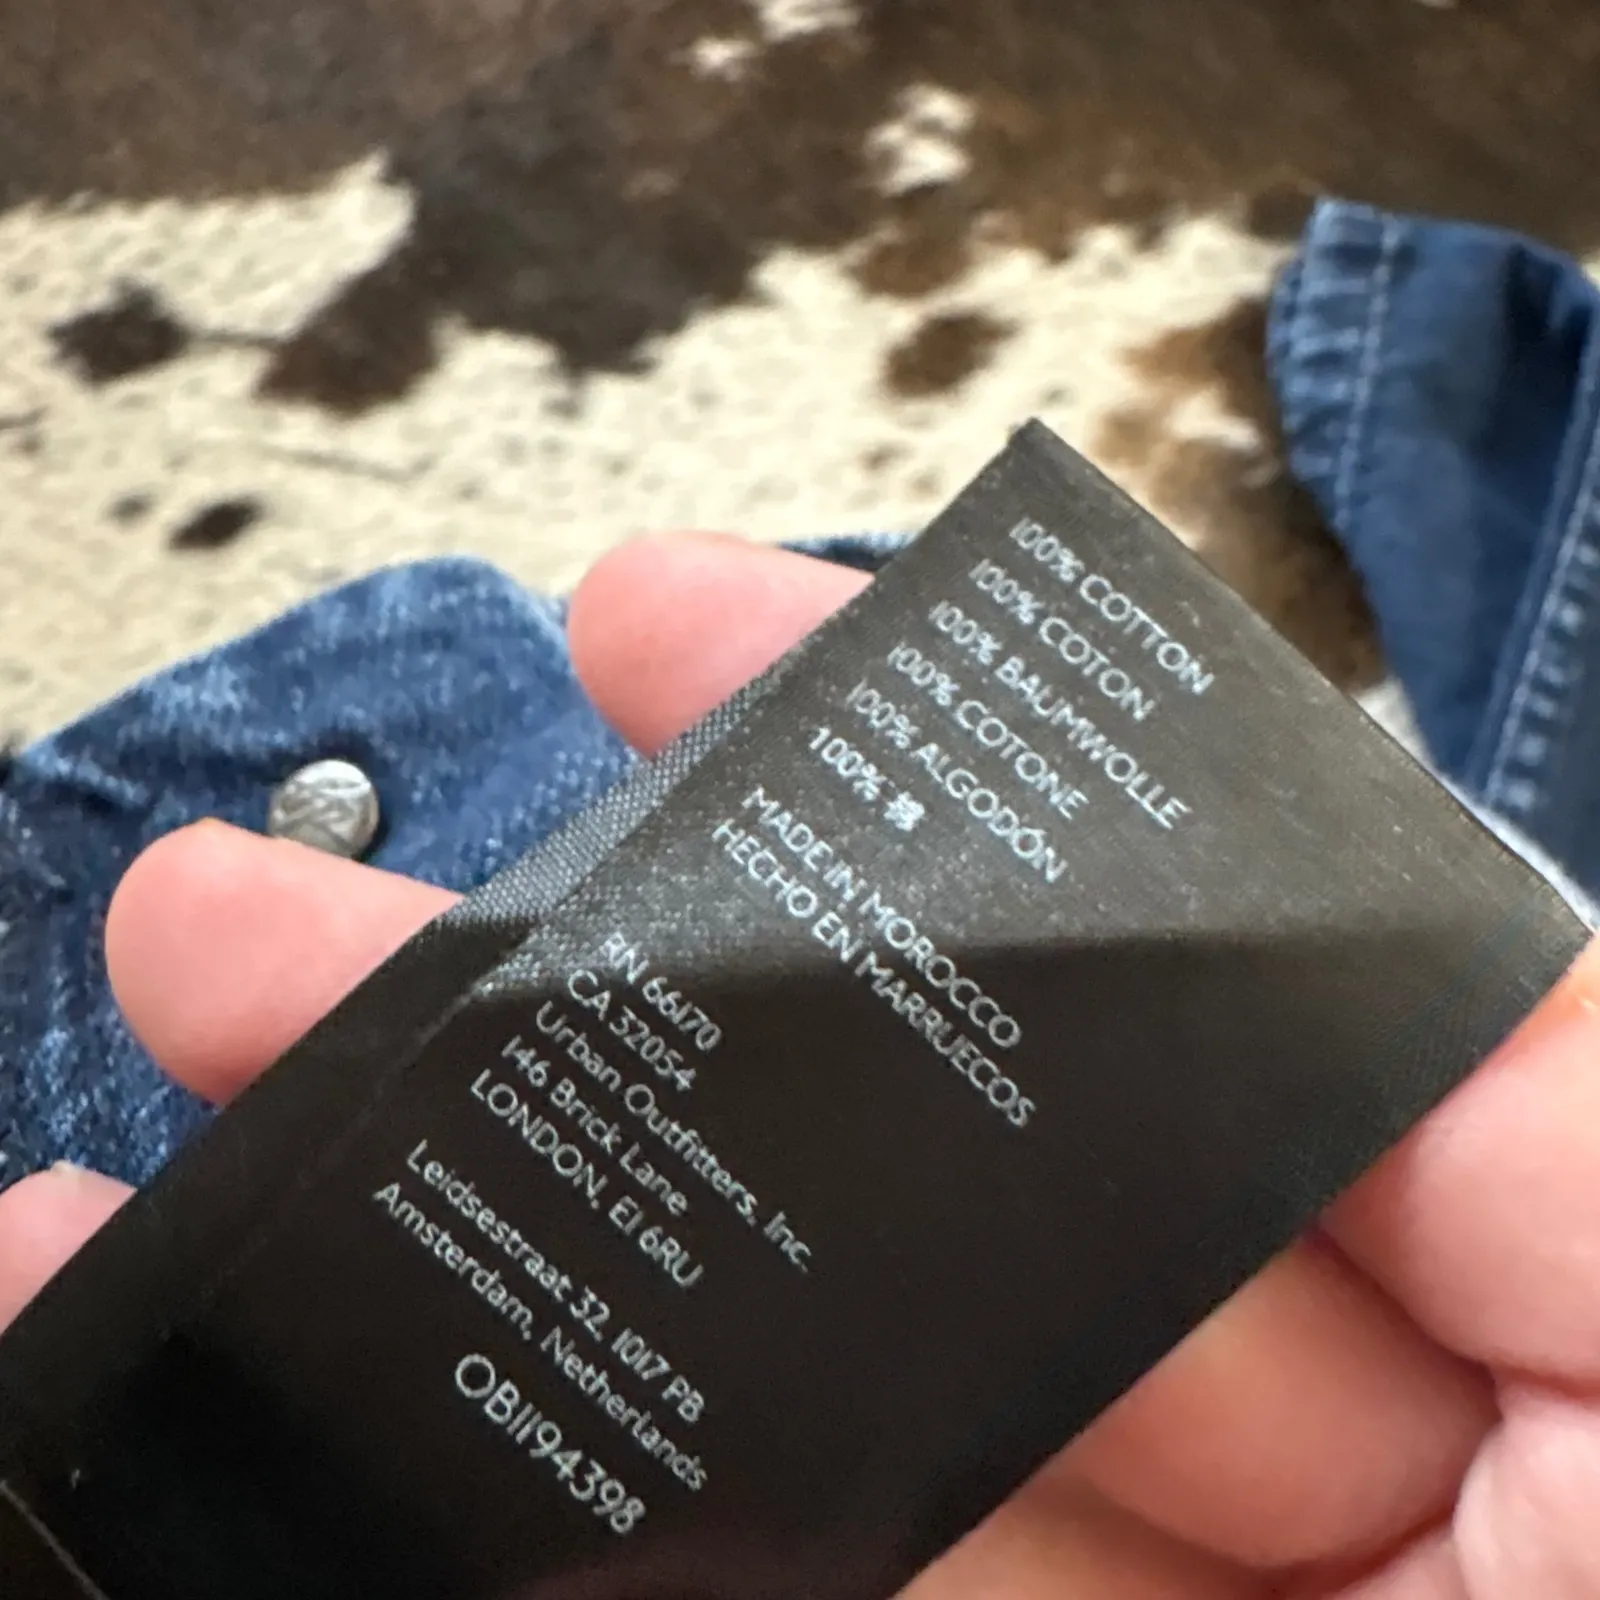 100% COTTON
100% COTON
100% BAUMWOLLE
100% COTONE
100% ALGODÓN
100% 棉
MADE IN MOROCCO
HECHO EN MARRUECOS
RN 66170
CA 32054
Urban Outfitters, Inc.
146 Brick Lane
LONDON, E1 6RU
Leidsestraat 32, 1017 PB
Amsterdam, Netherlands
OB1194398